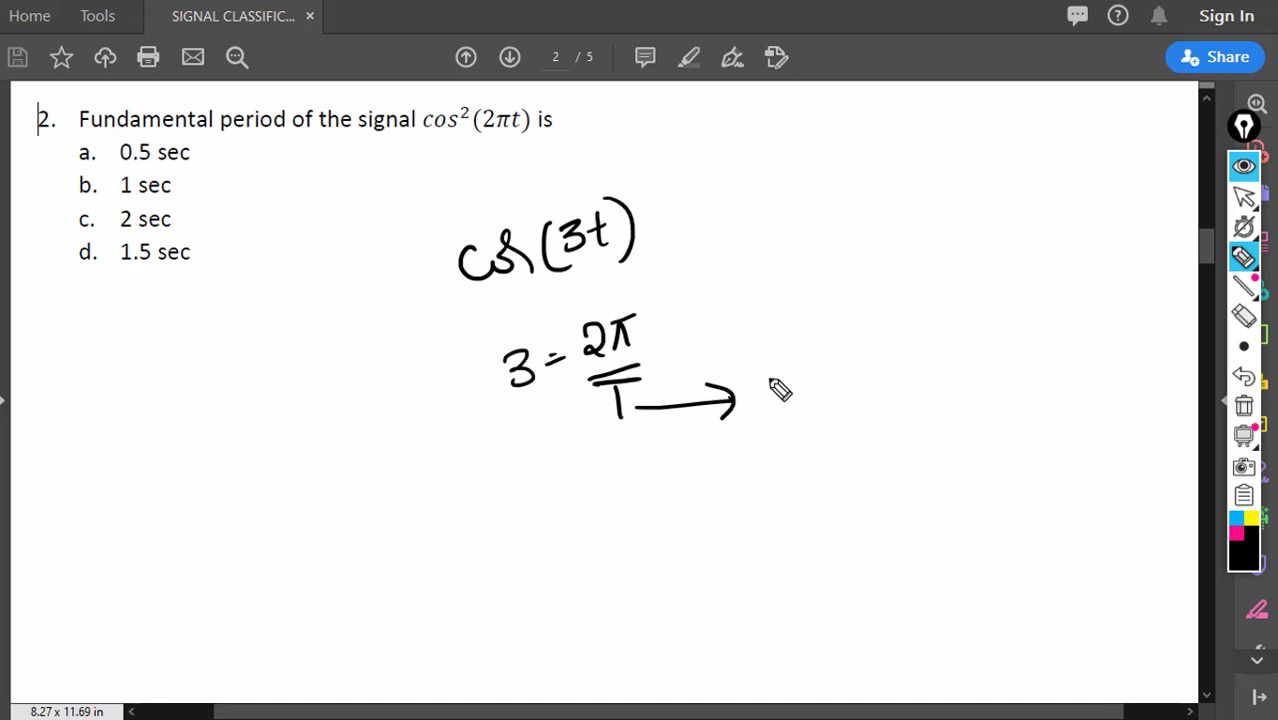 Home Tools SIGNAL CLASSIFIC... × Sign In
2 / 5 Share
2. Fundamental period of the signal cos²(2πt) is
a. 0.5 sec
b. 1 sec
c. 2 sec
d. 1.5 sec
cos(3t)
3 = 2π/T →
8.27 x 11.69 in